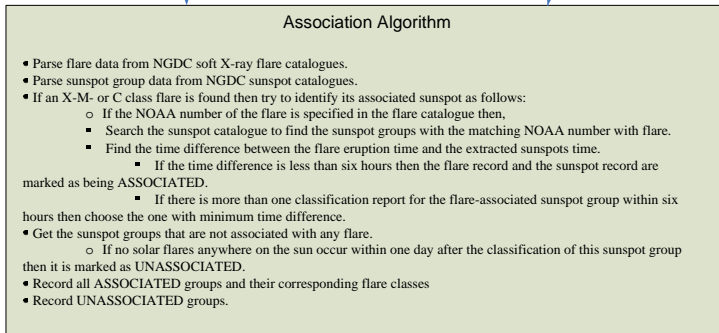 Association Algorithm
• Parse flare data from NGDC soft X-ray flare catalogues.
• Parse sunspot group data from NGDC sunspot catalogues.
• If an X-M- or C class flare is found then try to identify its associated sunspot as follows:
o If the NOAA number of the flare is specified in the flare catalogue then,
▪ Search the sunspot catalogue to find the sunspot groups with the matching NOAA number with flare.
▪ Find the time difference between the flare eruption time and the extracted sunspots time.
▪ If the time difference is less than six hours then the flare record and the sunspot record are
marked as being ASSOCIATED.
▪ If there is more than one classification report for the flare-associated sunspot group within six
hours then choose the one with minimum time difference.
• Get the sunspot groups that are not associated with any flare.
o If no solar flares anywhere on the sun occur within one day after the classification of this sunspot group
then it is marked as UNASSOCIATED.
• Record all ASSOCIATED groups and their corresponding flare classes
• Record UNASSOCIATED groups.